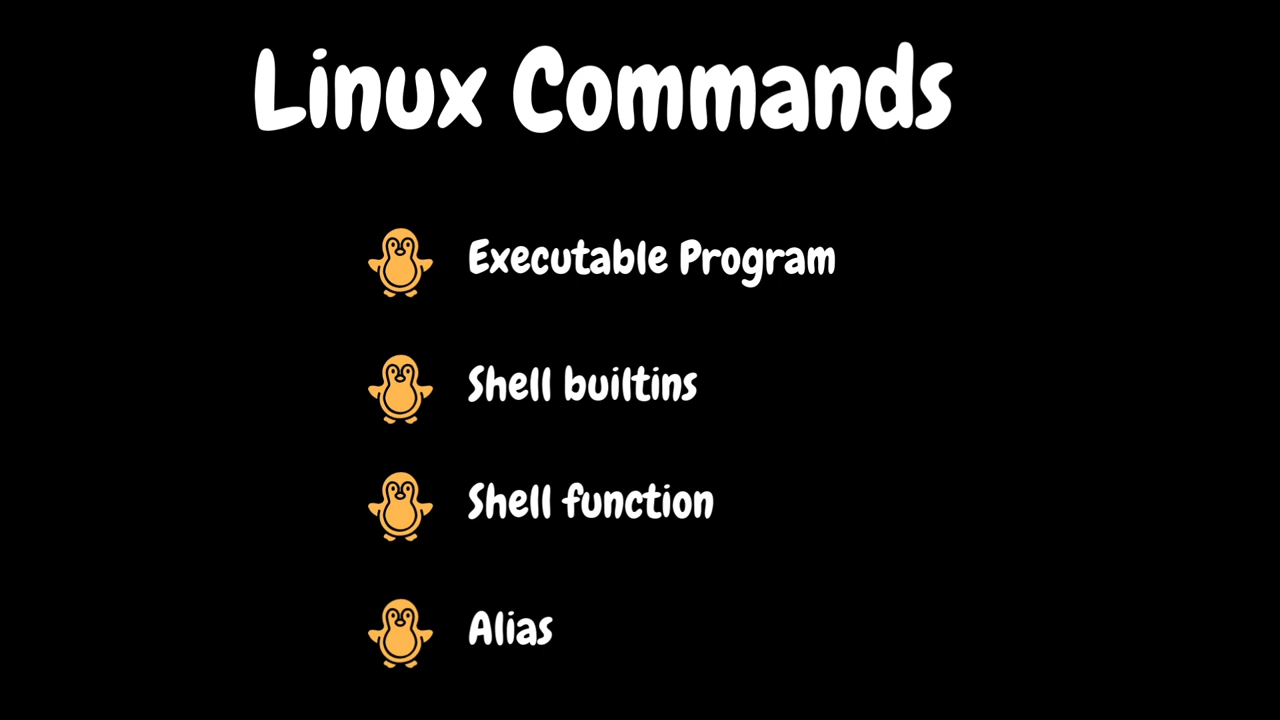 Linux Commands
Executable Program
Shell builtins
Shell function
Alias